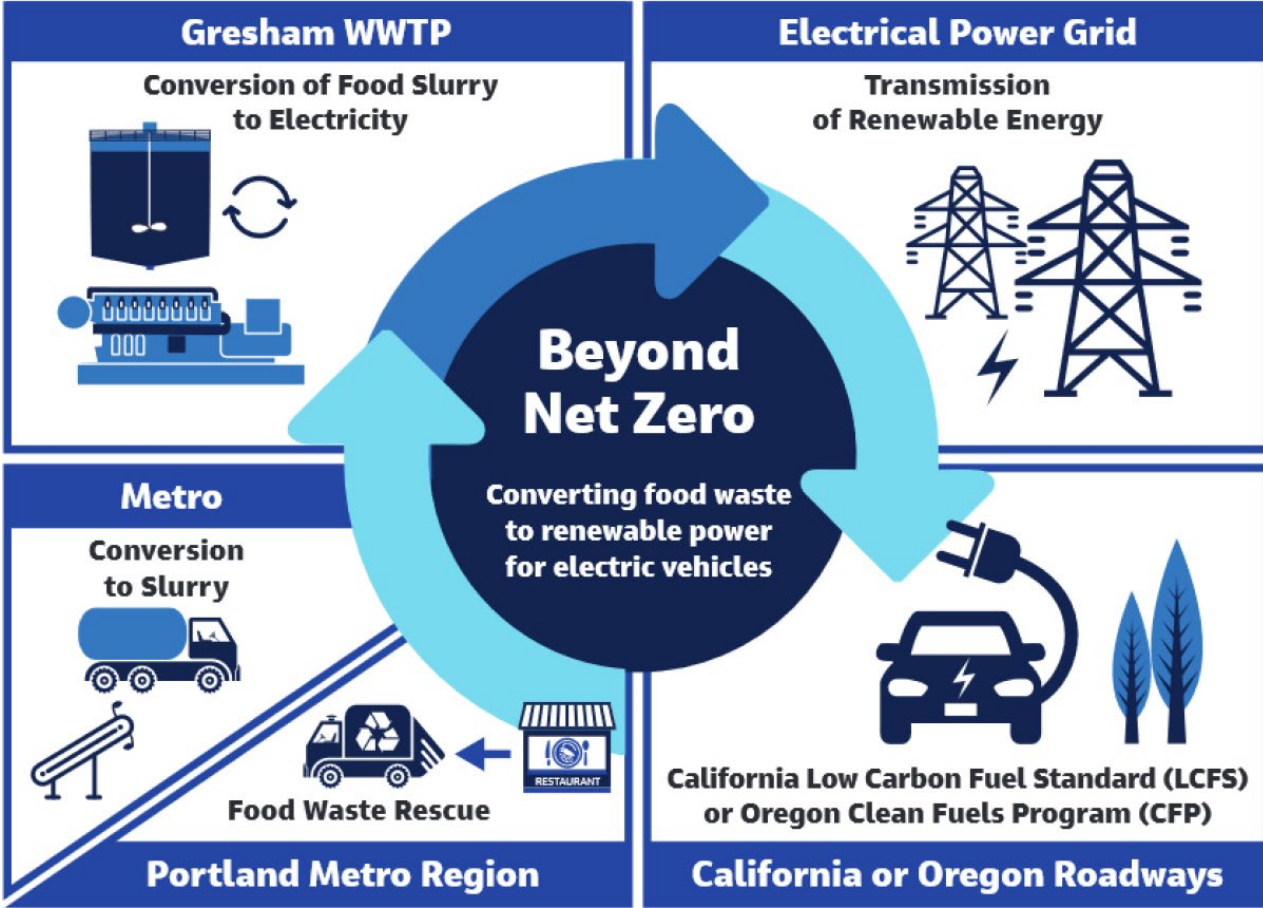 Gresham WWTP
Conversion of Food Slurry
to Electricity
Electrical Power Grid
Transmission
of Renewable Energy
Beyond
Net Zero
Converting food waste
to renewable power
for electric vehicles
Metro
Conversion
to Slurry
RESTAURANT
Food Waste Rescue
Portland Metro Region
California Low Carbon Fuel Standard (LCFS)
or Oregon Clean Fuels Program (CFP)
California or Oregon Roadways